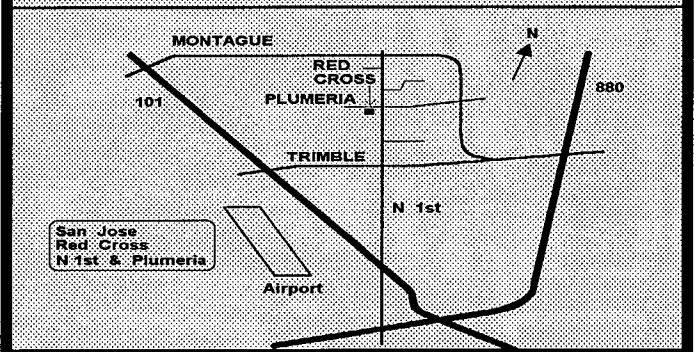 MONTAGUE
N
RED
CROSS
880
101
PLUMERIA
TRIMBLE
N 1st
San Jose
Red Cross
N 1st & Plumeria
Airport